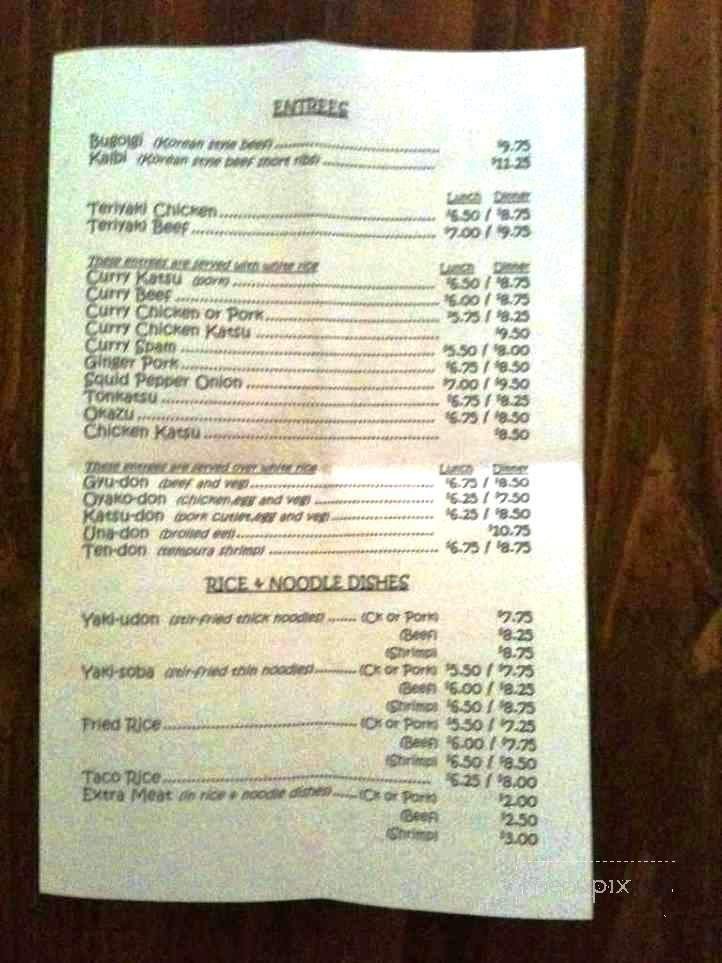 ENTREES
Bugolgi (Korean style beef) $9.75
Kalbi (Korean style beef short ribs) $11.25
Lunch Dinner
Teriyaki Chicken $6.50 / $8.75
Teriyaki Beef $7.00 / $9.75
These entrees are served with white rice Lunch Dinner
Curry Katsu (pork) $6.50 / $8.75
Curry Beef $6.00 / $8.75
Curry Chicken or Pork $5.75 / $8.25
Curry Chicken Katsu $9.50
Curry Spam $5.50 / $8.00
Ginger Pork $6.75 / $8.50
Squid Pepper Onion $7.00 / $9.50
Tonkatsu $6.75 / $8.25
Okazu $6.75 / $8.50
Chicken Katsu $8.50
These entrees are served over white rice Lunch Dinner
Gyu-don (beef and veg) $6.75 / $8.50
Oyako-don (chicken,egg and veg) $6.25 / $7.50
Katsu-don (pork cutlet,egg and veg) $6.25 / $8.50
Una-don (broiled eel) $10.75
Ten-don (tempura shrimp) $6.75 / $8.75
RICE & NOODLE DISHES
Yaki-udon (stir-fried thick noodles) (Ck or Pork) $7.75
(Beef) $8.25
(Shrimp) $8.75
Yaki-soba (stir-fried thin noodles) (Ck or Pork) $5.50 / $7.75
(Beef) $6.00 / $8.25
(Shrimp) $6.50 / $8.75
Fried Rice (Ck or Pork) $5.50 / $7.25
(Beef) $6.00 / $7.75
(Shrimp) $6.50 / $8.50
Taco Rice $6.25 / $8.00
Extra Meat (in rice & noodle dishes) (Ck or Pork) $2.00
(Beef) $2.50
(Shrimp) $3.00